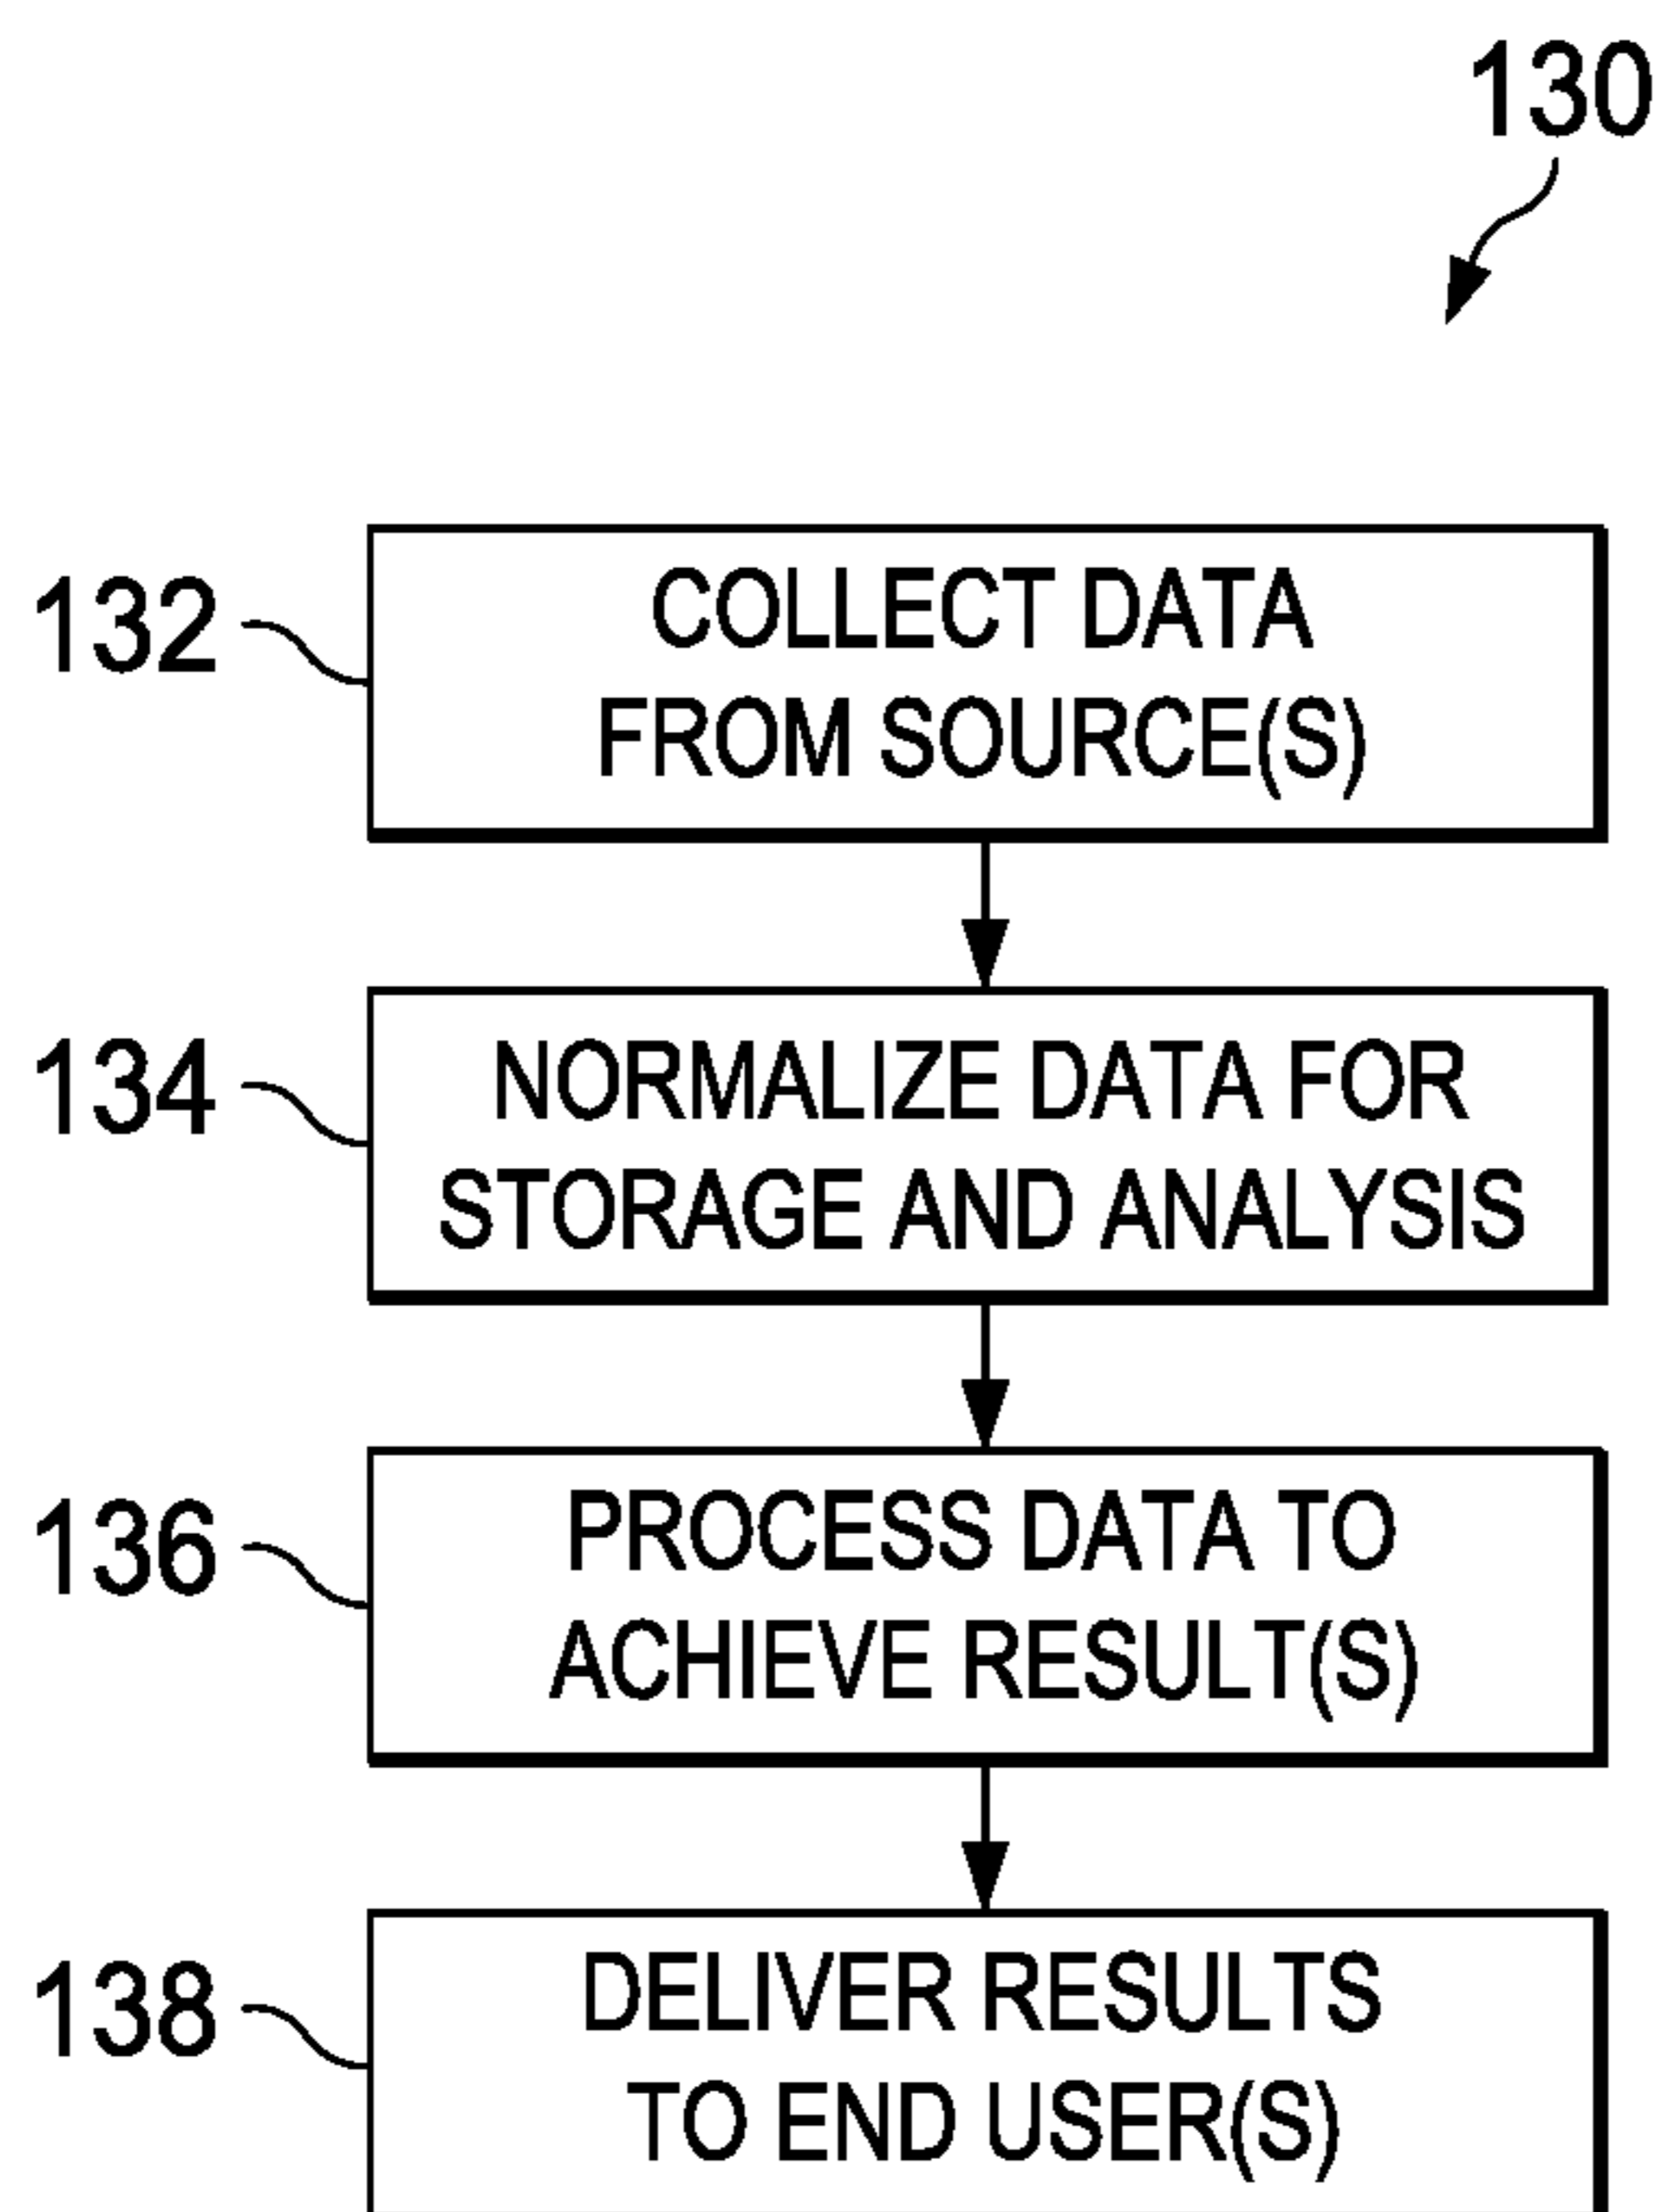 130
132
COLLECT DATA
FROM SOURCE(S)
134
NORMALIZE DATA FOR
STORAGE AND ANALYSIS
136
PROCESS DATA TO
ACHIEVE RESULT(S)
138
DELIVER RESULTS
TO END USER(S)